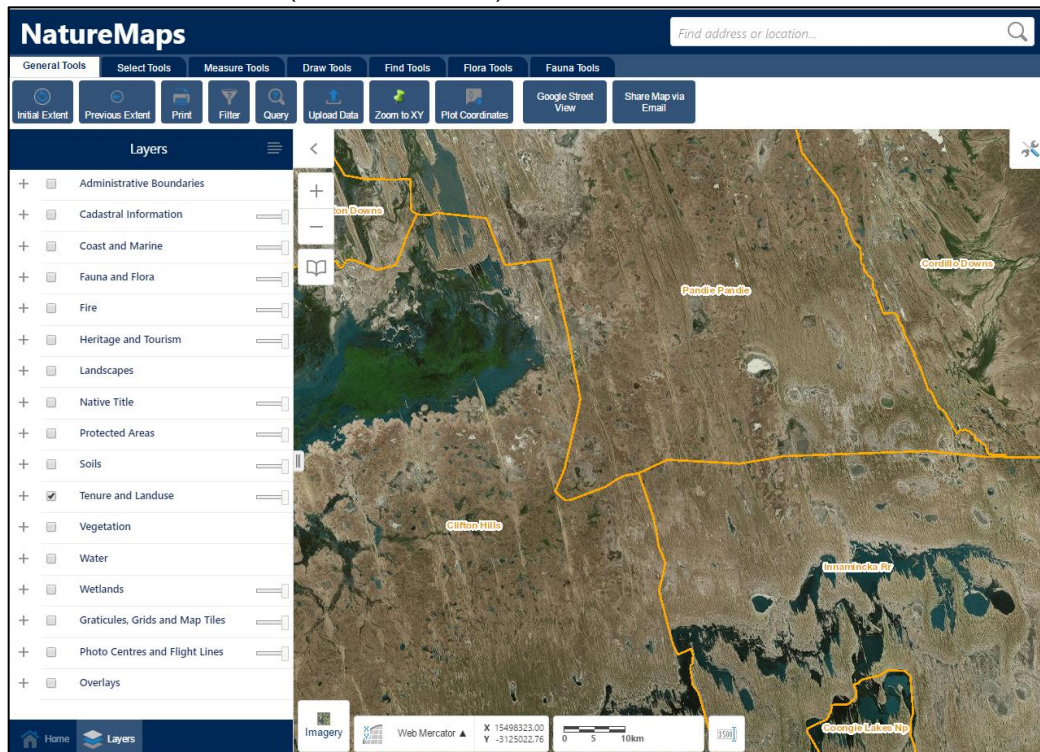 NatureMaps
Find address or location...
General Tools
Select Tools
Measure Tools
Draw Tools
Find Tools
Flora Tools
Fauna Tools
Initial Extent
Previous Extent
Print
Filter
Query
Upload Data
Zoom to XY
Plot Coordinates
Google Street
View
Share Map via
Email
Layers
Administrative Boundaries
Cadastral Information
Coast and Marine
Fauna and Flora
Fire
Heritage and Tourism
Landscapes
Native Title
Protected Areas
Soils
Tenure and Landuse
Vegetation
Water
Wetlands
Graticules, Grids and Map Tiles
Photo Centres and Flight Lines
Overlays
Home
Layers
ton Downs
Cordillo Downs
Pandie Pandie
Clifton Hills
Innamincka Rr
Coongie Lakes Np
Imagery
Web Mercator ▲
X 15498323.00
Y -3125022.76
0 5 10km